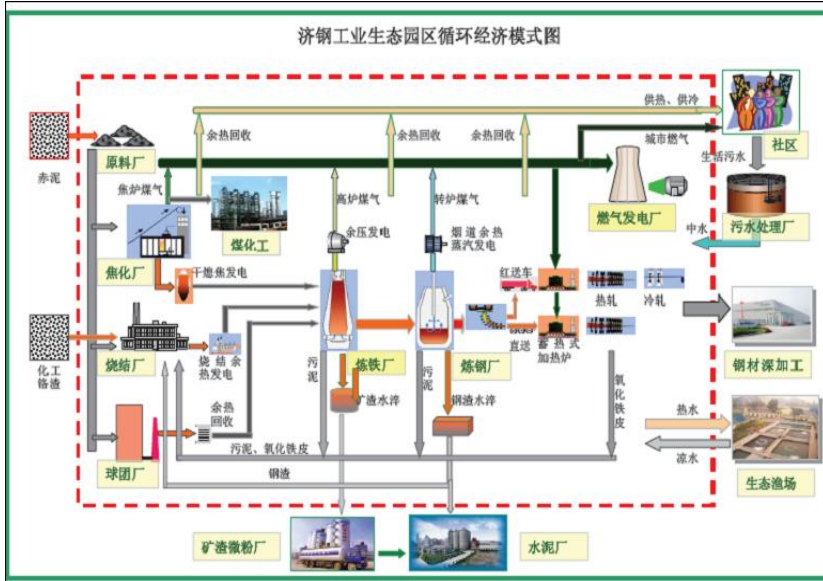 济钢工业生态园区循环经济模式图
供热、供冷
余热回收
余热回收
余热回收
城市燃气
社区
原料厂
赤泥
焦炉煤气
高炉煤气
转炉煤气
生活污水
煤化工
余压发电
烟道余热
蒸汽发电
燃气发电厂
污水处理厂
中水
焦化厂
干熄焦发电
红送车
热轧
冷轧
烧结厂
烧结余
热发电
炼铁厂
炼钢厂
直送
蓄热式
加热炉
钢材深加工
化工
铬渣
污泥
污泥
氧化铁皮
矿渣水淬
钢渣水淬
余热
回收
热水
凉水
球团厂
污泥、氧化铁皮
钢渣
生态渔场
矿渣微粉厂
水泥厂